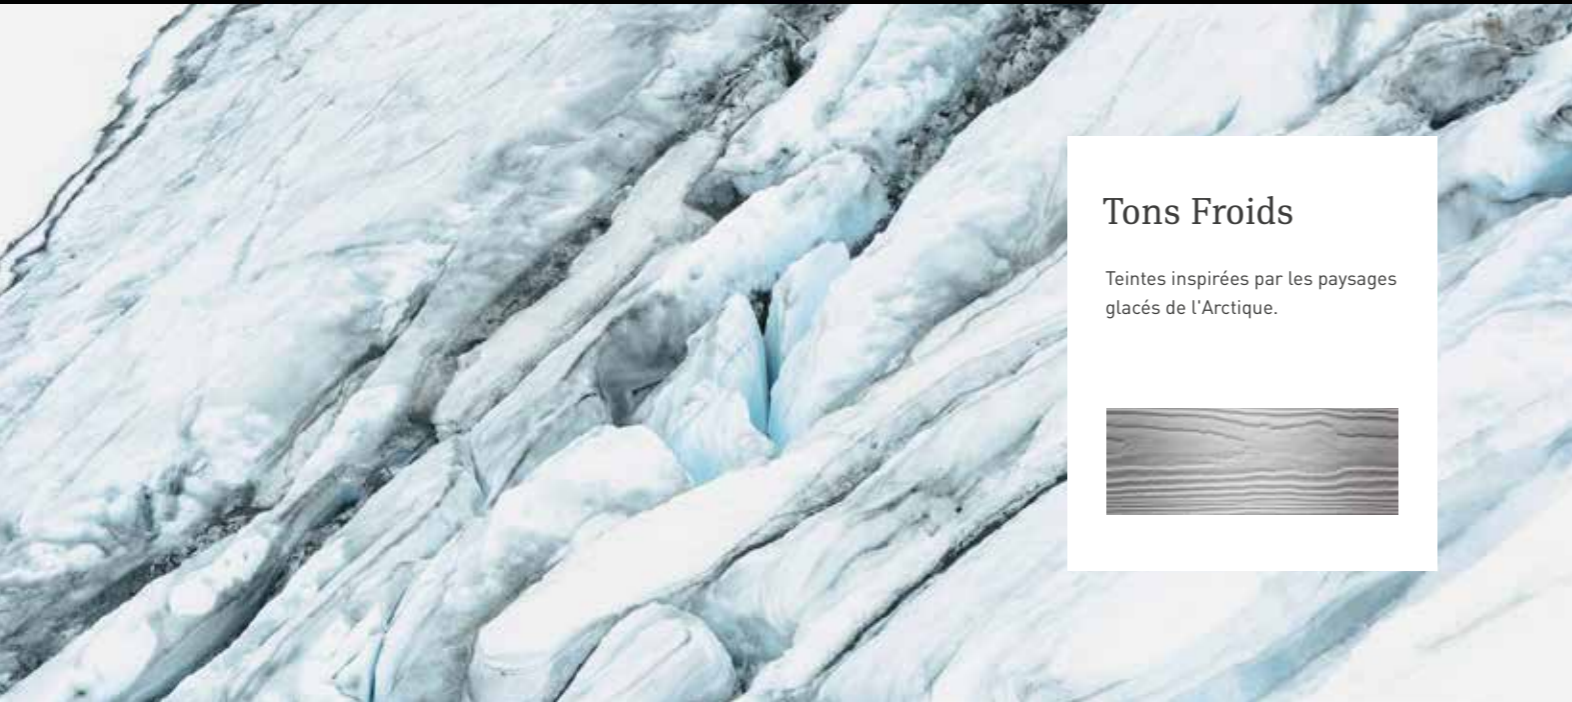 Tons Froids
Teintes inspirées par les paysages
glacés de l'Arctique.